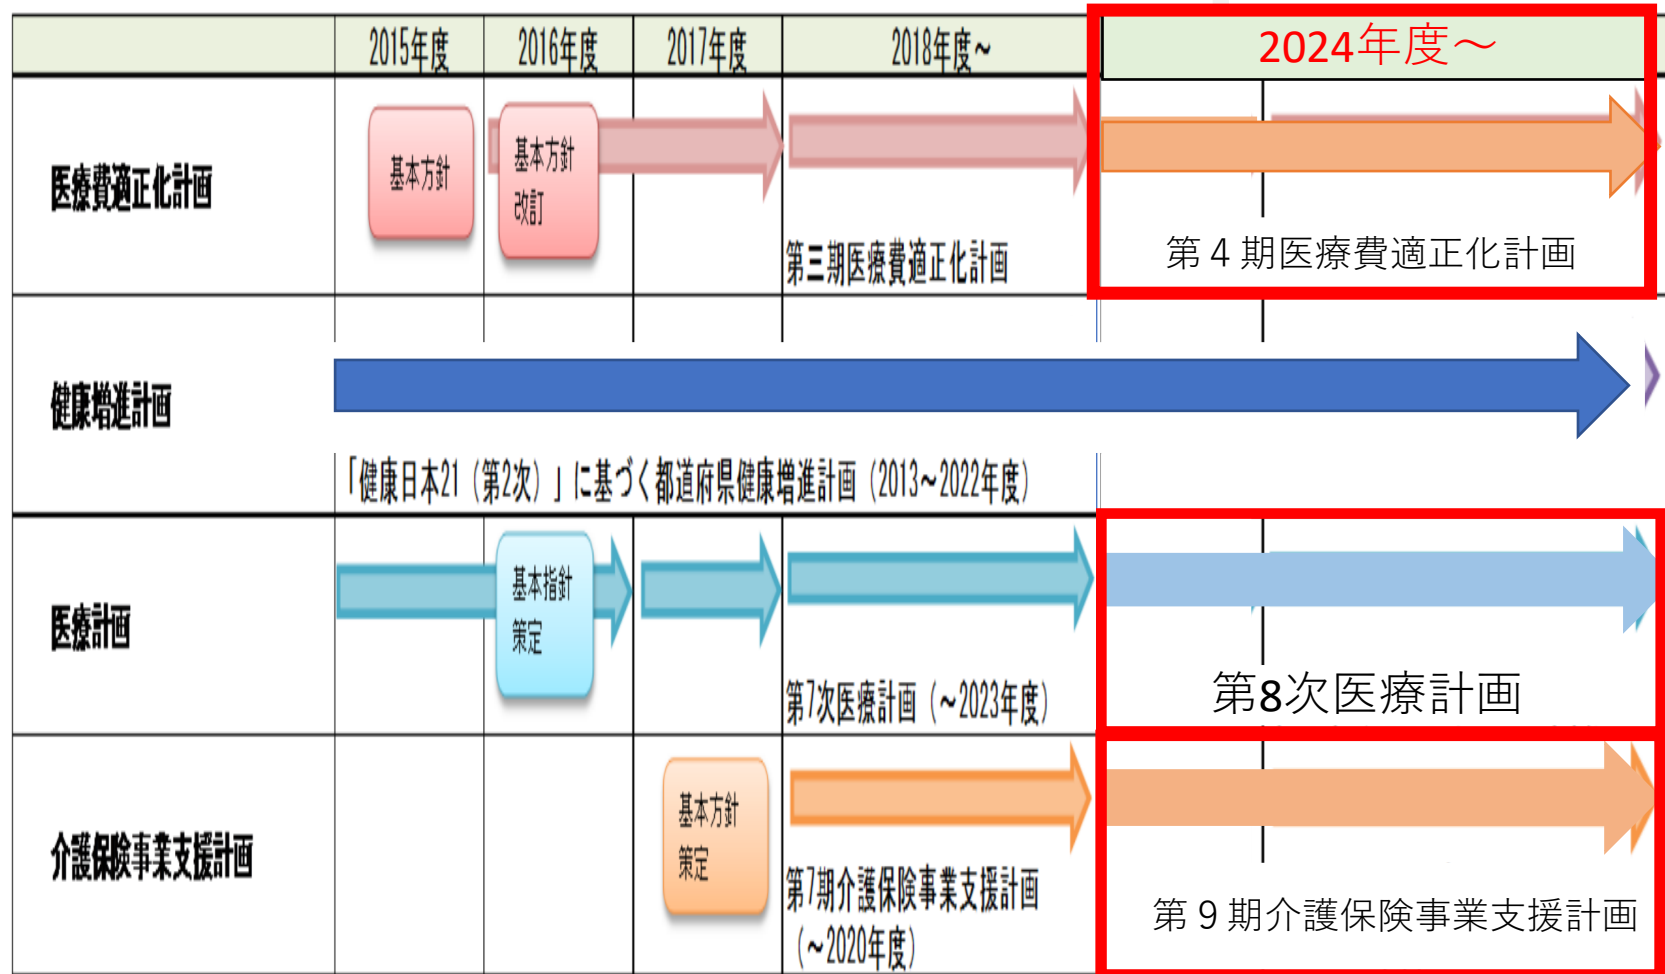 2015年度 2016年度 2017年度 2018年度～ 2024年度～
医療費適正化計画
基本方針
基本方針
改訂
第三期医療費適正化計画
第４期医療費適正化計画
健康増進計画
「健康日本21（第2次）」に基づく都道府県健康増進計画（2013～2022年度）
医療計画
基本指針
策定
第7次医療計画（～2023年度）
第8次医療計画
介護保険事業支援計画
基本方針
策定
第7期介護保険事業支援計画
（～2020年度）
第９期介護保険事業支援計画